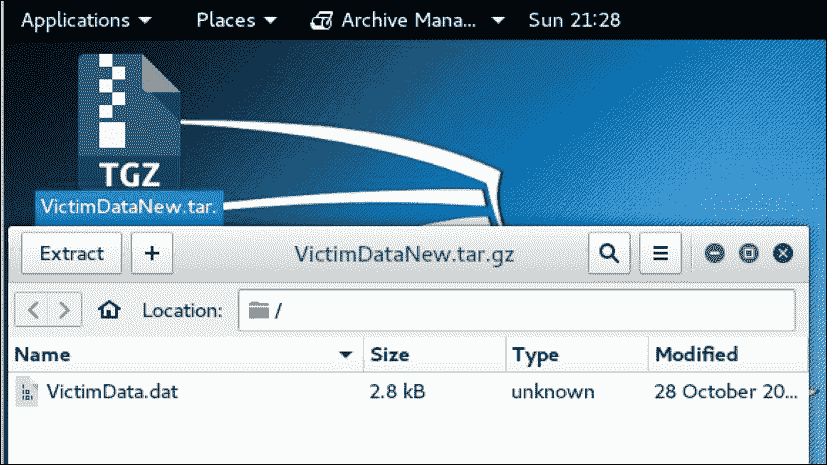 Applications Places Archive Mana... Sun 21:28
TGZ
VictimDataNew.tar.
Extract + VictimDataNew.tar.gz
Location: /
Name Size Type Modified
VictimData.dat 2.8 kB unknown 28 October 20...